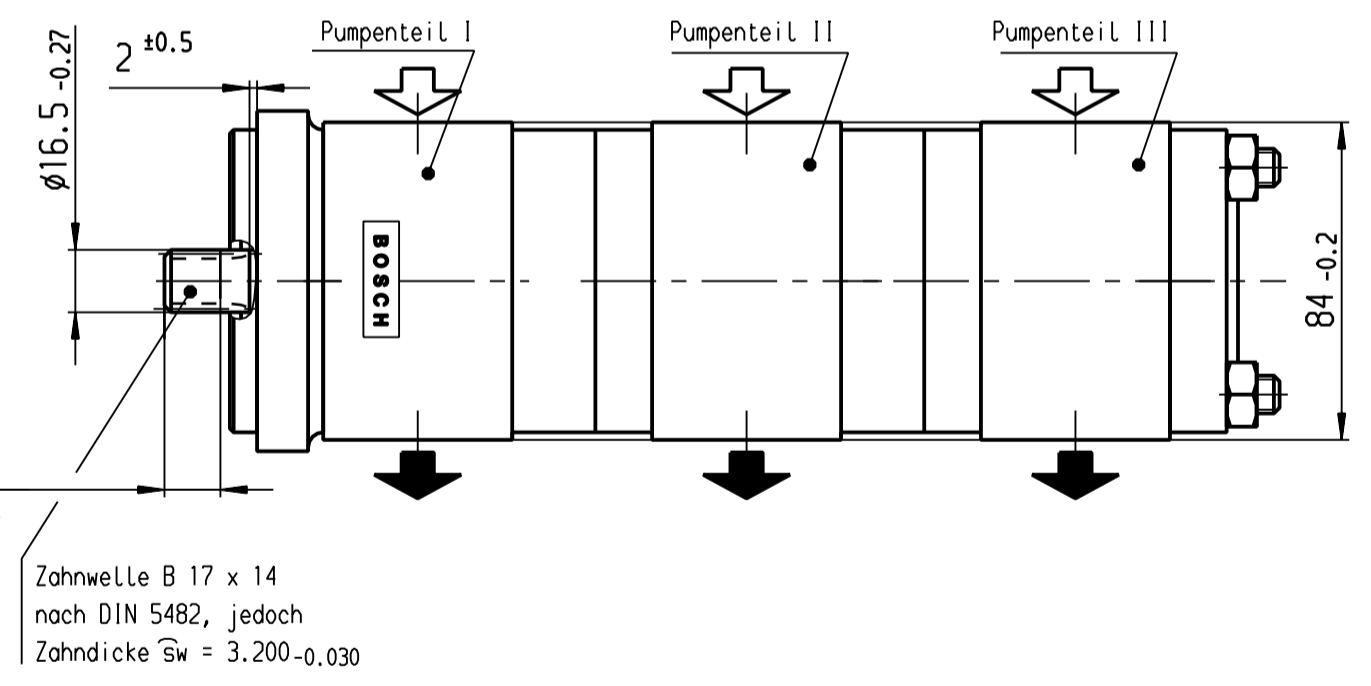 Pumpenteil I
Pumpenteil II
Pumpenteil III
2 ±0.5
ø16.5 -0.27
BOSCH
84 -0.2
Zahnwelle B 17 x 14
nach DIN 5482, jedoch
Zahndicke s͡w = 3.200 -0.030